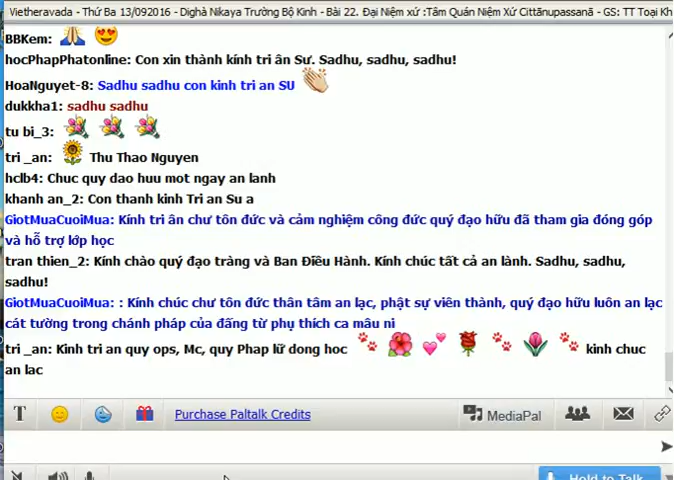 Vietheravada - Thứ Ba 13/092016 - Dighà Nikaya Trường Bộ Kinh - Bài 22. Đại Niệm xứ :Tâm Quán Niệm Xứ Cittānupassanā - GS: TT Toại Kh
BBKem:
hocPhapPhatonline: Con xin thành kính tri ân Sư. Sadhu, sadhu, sadhu!
HoaNguyet-8: Sadhu sadhu con kinh tri an SU
dukkha1: sadhu sadhu
tu bi_3:
tri _an: Thu Thao Nguyen
hclb4: Chuc quy dao huu mot ngay an lanh
khanh an_2: Con thanh kinh Tri an Su a
GiotMuaCuoiMua: Kính tri ân chư tôn đức và cảm nghiệm công đức quý đạo hữu đã tham gia đóng góp
và hỗ trợ lớp học
tran thien_2: Kính chào quý đạo tràng và Ban Điều Hành. Kính chúc tất cả an lành. Sadhu, sadhu,
sadhu!
GiotMuaCuoiMua: : Kính chúc chư tôn đức thân tâm an lạc, phật sự viên thành, quý đạo hữu luôn an lạc
cát tường trong chánh pháp của đấng từ phụ thích ca mâu ni
tri _an: Kinh tri an quy ops, Mc, quy Phap lữ dong hoc kinh chuc
an lac
T Purchase Paltalk Credits MediaPal
Hold to Talk